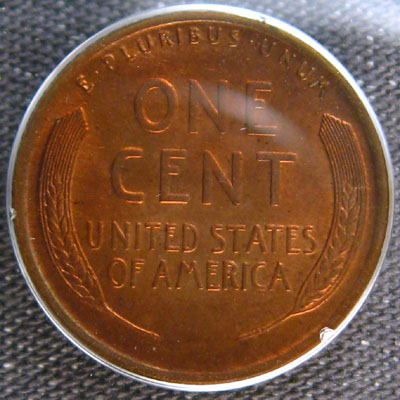 E · PLURIBUS · UNUM
ONE
CENT
UNITED STATES
OF AMERICA